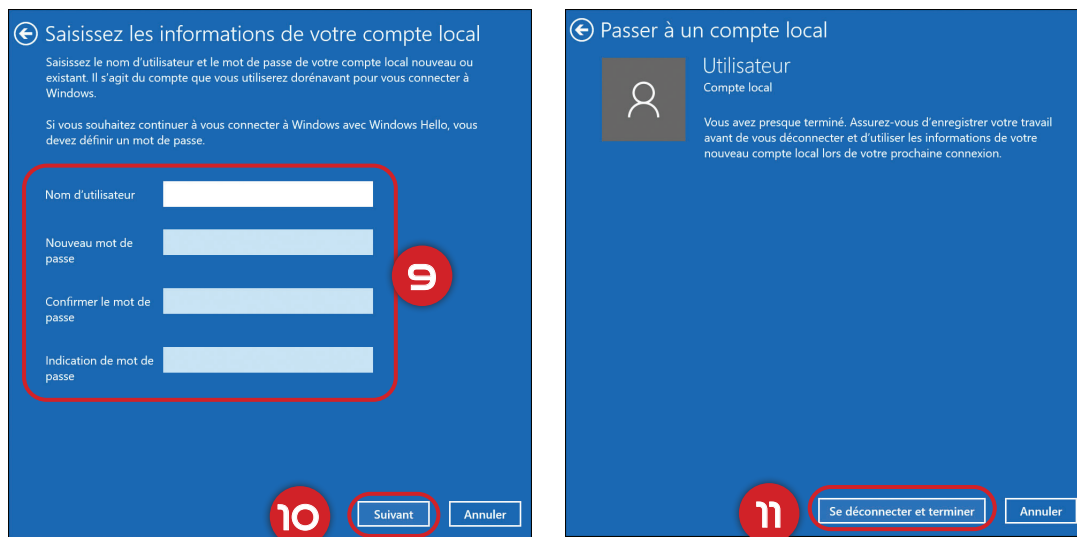 Saisissez les informations de votre compte local
Saisissez le nom d'utilisateur et le mot de passe de votre compte local nouveau ou
existant. Il s'agit du compte que vous utiliserez dorénavant pour vous connecter à
Windows.
Si vous souhaitez continuer à vous connecter à Windows avec Windows Hello, vous
devez définir un mot de passe.
Nom d'utilisateur
Nouveau mot de
passe
Confirmer le mot de
passe
Indication de mot de
passe
9
10
Suivant
Annuler
Passer à un compte local
Utilisateur
Compte local
Vous avez presque terminé. Assurez-vous d'enregistrer votre travail
avant de vous déconnecter et d'utiliser les informations de votre
nouveau compte local lors de votre prochaine connexion.
11
Se déconnecter et terminer
Annuler